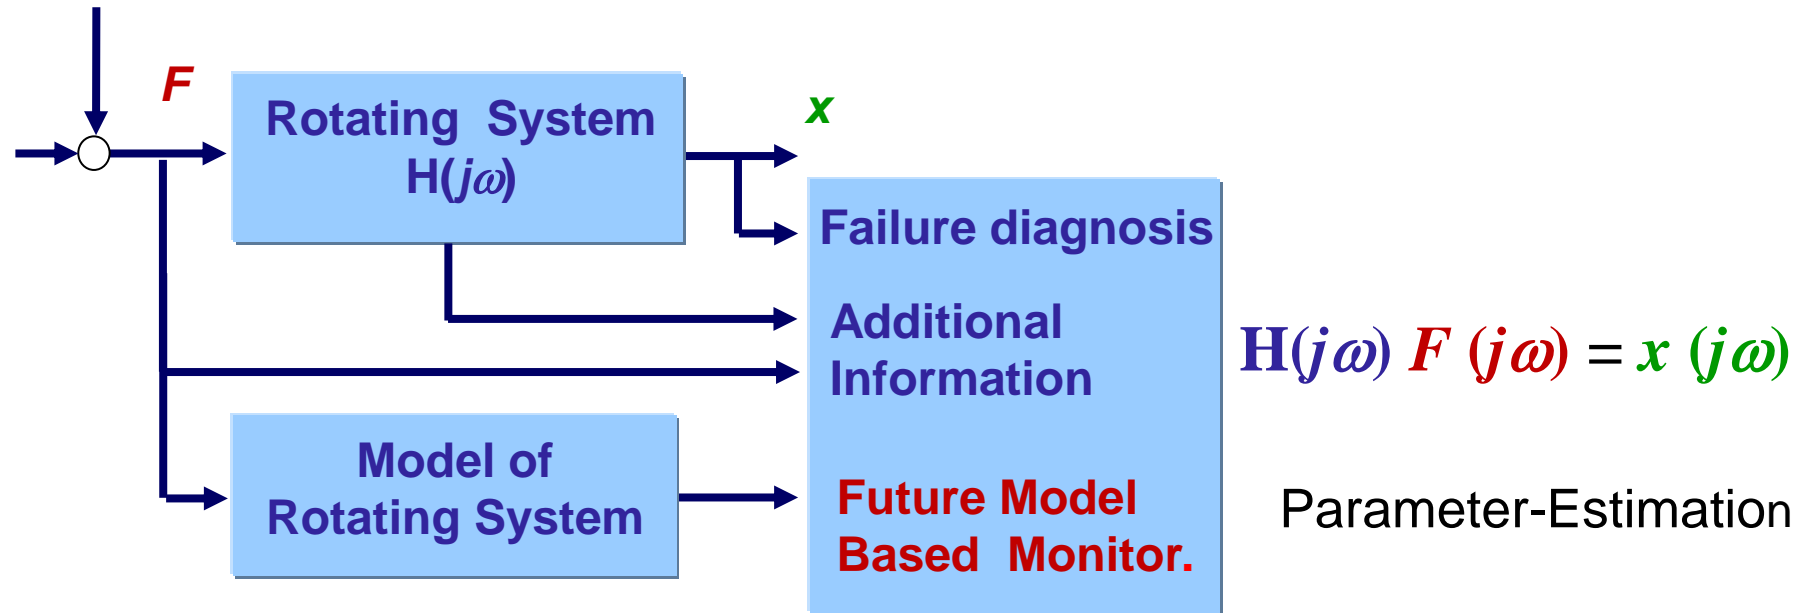 F
Rotating System
H(jω)
x
Failure diagnosis
Additional
Information
H(jω) F (jω) = x (jω)
Model of
Rotating System
Future Model
Based Monitor.
Parameter-Estimation